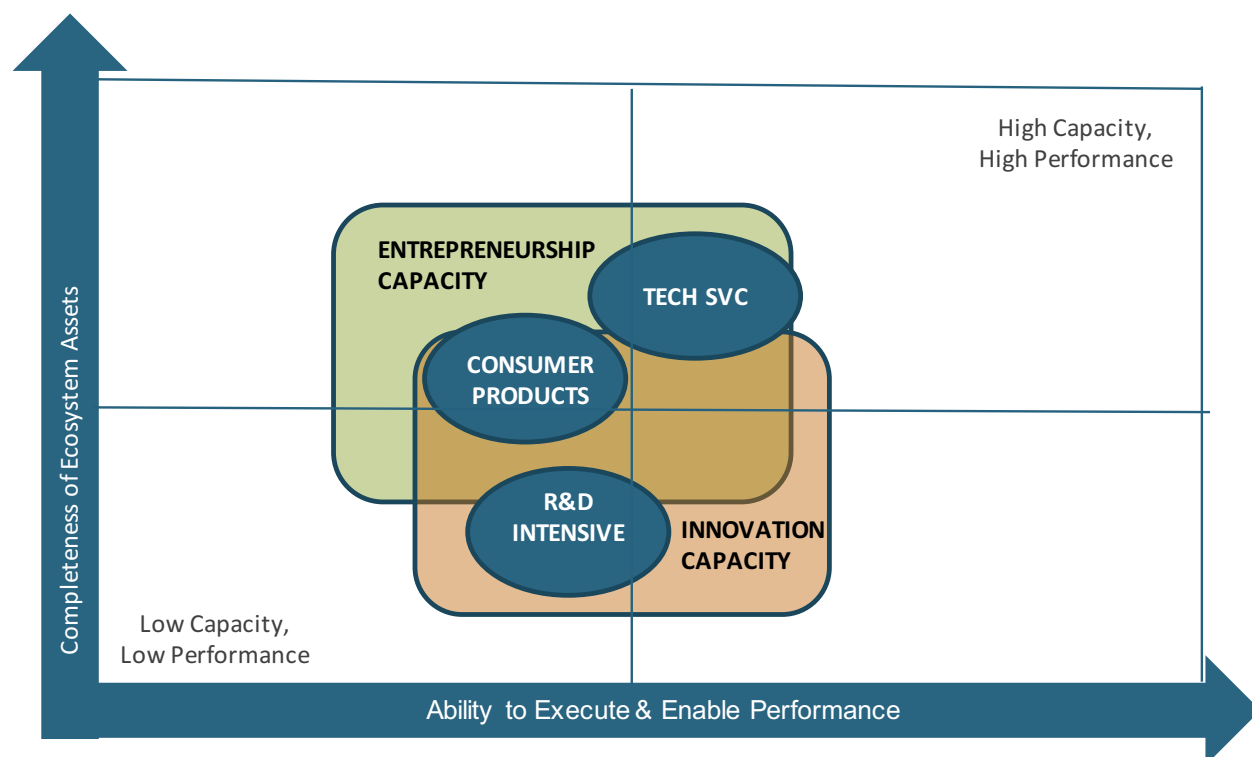 High Capacity,
High Performance
ENTREPRENEURSHIP
CAPACITY
TECH SVC
CONSUMER
PRODUCTS
R&D
INTENSIVE
INNOVATION
CAPACITY
Low Capacity,
Low Performance
Completeness of Ecosystem Assets
Ability to Execute & Enable Performance